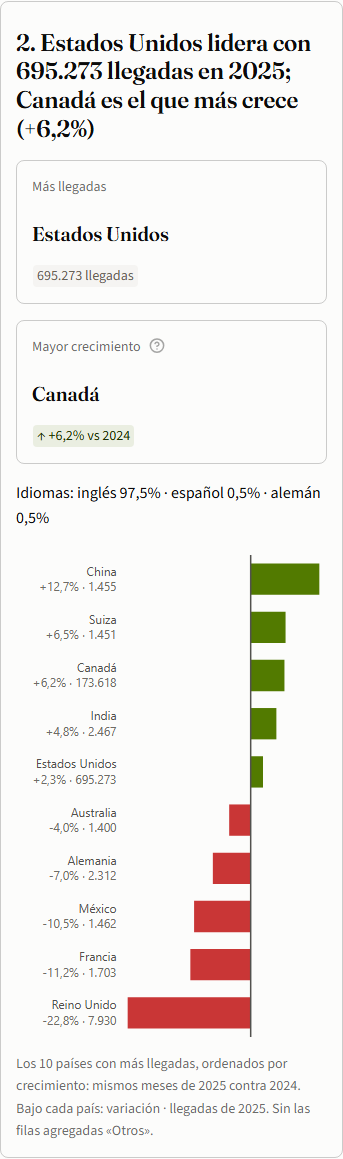 2. Estados Unidos lidera con
695.273 llegadas en 2025;
Canadá es el que más crece
(+6,2%)
Más llegadas
Estados Unidos
695.273 llegadas
Mayor crecimiento ?
Canadá
↑ +6,2% vs 2024
Idiomas: inglés 97,5% · español 0,5% · alemán
0,5%
China
+12,7% · 1.455
Suiza
+6,5% · 1.451
Canadá
+6,2% · 173.618
India
+4,8% · 2.467
Estados Unidos
+2,3% · 695.273
Australia
-4,0% · 1.400
Alemania
-7,0% · 2.312
México
-10,5% · 1.462
Francia
-11,2% · 1.703
Reino Unido
-22,8% · 7.930
Los 10 países con más llegadas, ordenados por
crecimiento: mismos meses de 2025 contra 2024.
Bajo cada país: variación · llegadas de 2025. Sin las
filas agregadas «Otros».